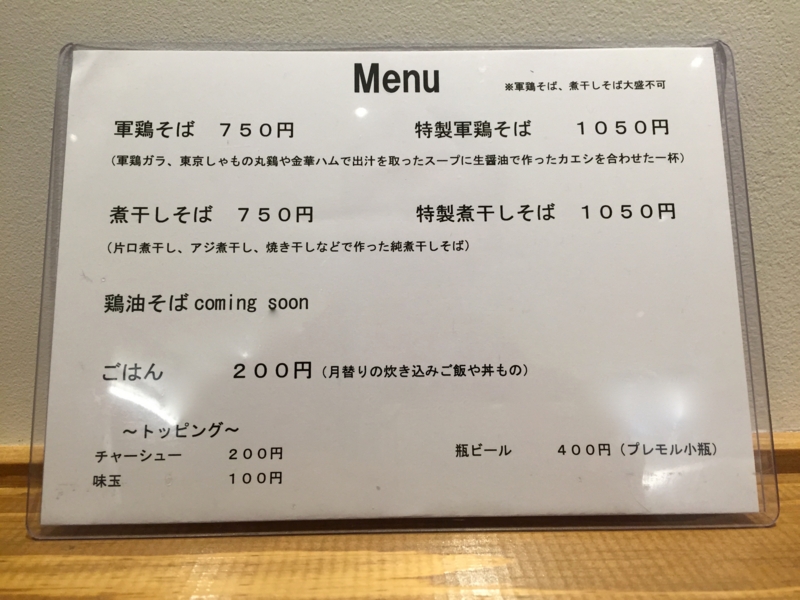 Menu
※軍鶏そば、煮干しそば大盛不可
軍鶏そば ７５０円 特製軍鶏そば １０５０円
（軍鶏ガラ、東京しゃもの丸鶏や金華ハムで出汁を取ったスープに生醤油で作ったカエシを合わせた一杯）
煮干しそば ７５０円 特製煮干しそば １０５０円
（片口煮干し、アジ煮干し、焼き干しなどで作った純煮干しそば）
鶏油そばcoming soon
ごはん ２００円（月替りの炊き込みご飯や丼もの）
～トッピング～
チャーシュー ２００円 瓶ビール ４００円（プレモル小瓶）
味玉 １００円